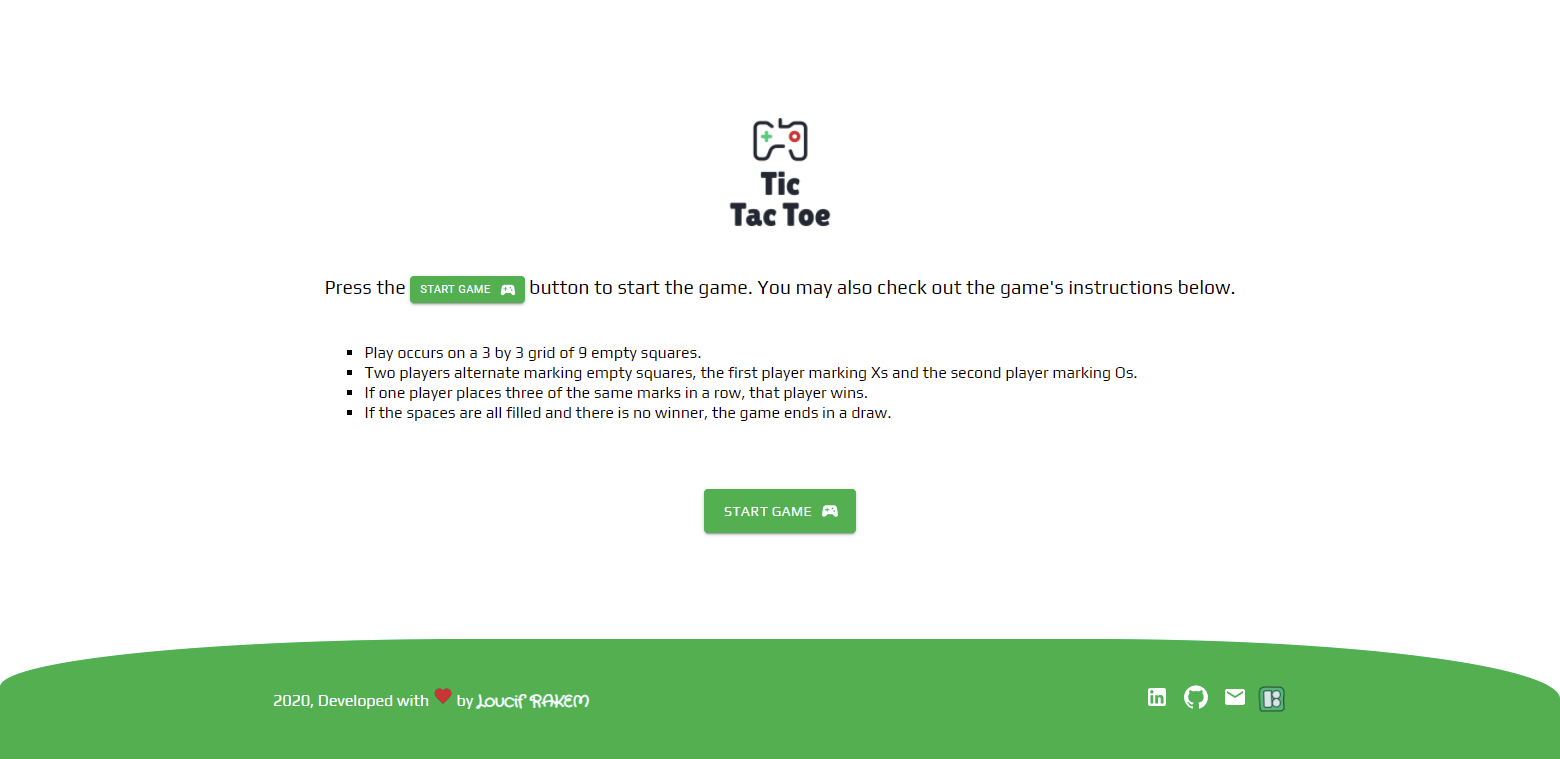 Tic
Tac Toe
Press the START GAME button to start the game. You may also check out the game's instructions below.
Play occurs on a 3 by 3 grid of 9 empty squares.
Two players alternate marking empty squares, the first player marking Xs and the second player marking Os.
If one player places three of the same marks in a row, that player wins.
If the spaces are all filled and there is no winner, the game ends in a draw.
START GAME
2020, Developed with by Loucif RAKEM
in